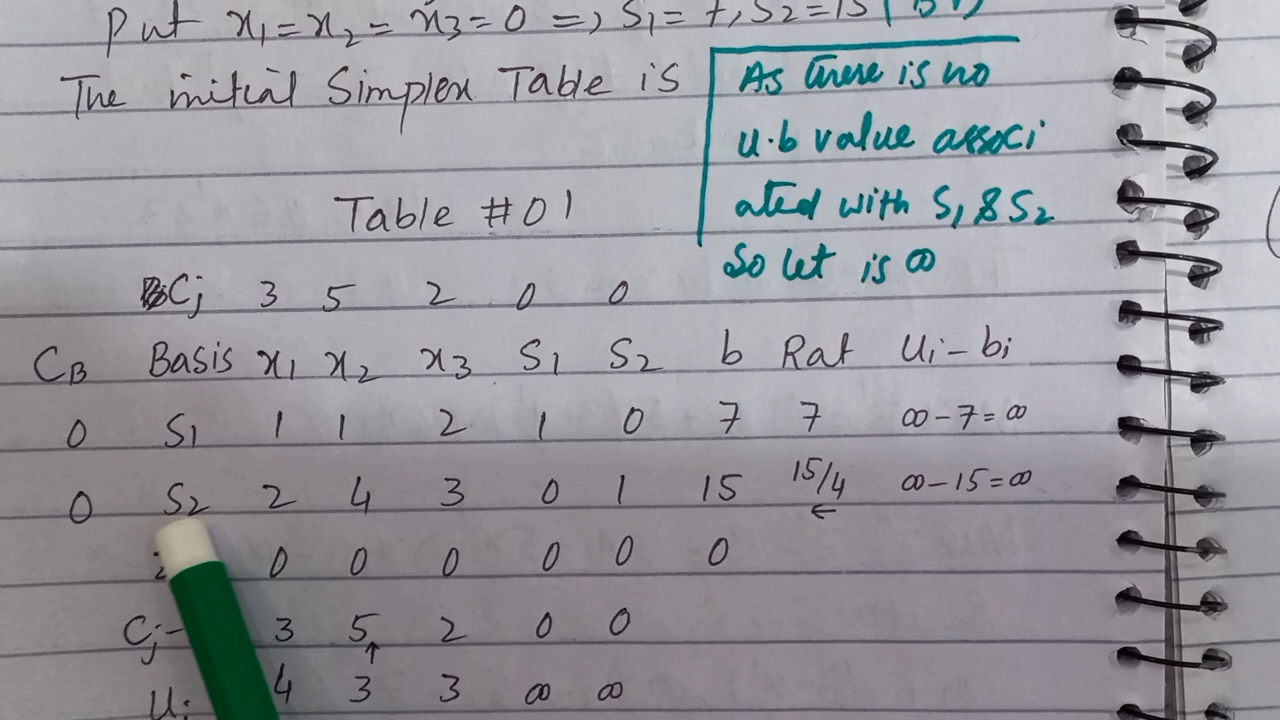 Put x₁=x₂=x₃=0 => S₁=7, S₂=15
The initial Simplex Table is
As there is no
u.b value associ
ated with S₁ & S₂
So let is ∞
Table #01
Cj 3 5 2 0 0
CB Basis x₁ x₂ x₃ S₁ S₂ b Rat Ui-bi
0 S₁ 1 1 2 1 0 7 7 ∞-7=∞
0 S₂ 2 4 3 0 1 15 15/4 ∞-15=∞
←
0 0 0 0 0 0
Cj- 3 5 2 0 0
↑
Ui 4 3 3 ∞ ∞